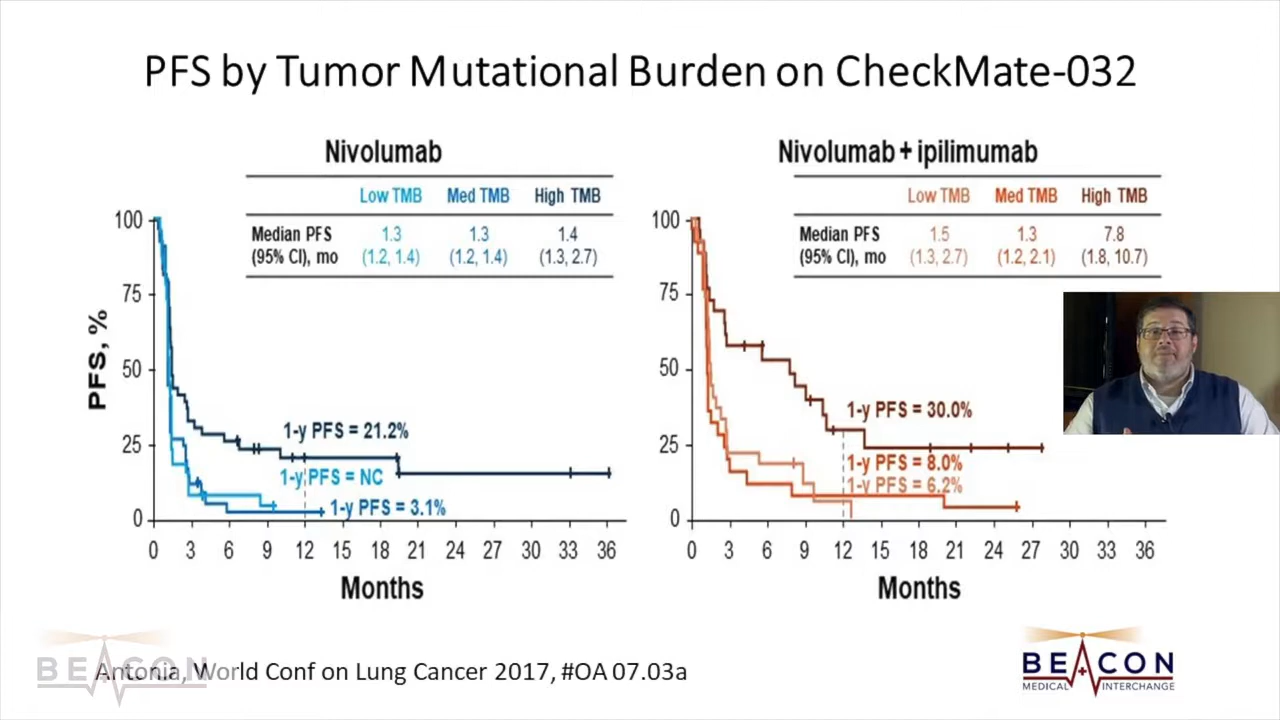 PFS by Tumor Mutational Burden on CheckMate-032
Nivolumab
Low TMB Med TMB High TMB
Median PFS 1.3 1.3 1.4
(95% CI), mo (1.2, 1.4) (1.2, 1.4) (1.3, 2.7)
PFS, %
100
75
50
25
0
1-y PFS = 21.2%
1-y PFS = NC
1-y PFS = 3.1%
0 3 6 9 12 15 18 21 24 27 30 33 36
Months
Nivolumab + ipilimumab
Low TMB Med TMB High TMB
Median PFS 1.5 1.3 7.8
(95% CI), mo (1.3, 2.7) (1.2, 2.1) (1.8, 10.7)
100
75
50
25
0
1-y PFS = 30.0%
1-y PFS = 8.0%
1-y PFS = 6.2%
0 3 6 9 12 15 18 21 24 27 30 33 36
Months
BEACON
Antonia, World Conf on Lung Cancer 2017, #OA 07.03a
BEACON
MEDICAL INTERCHANGE